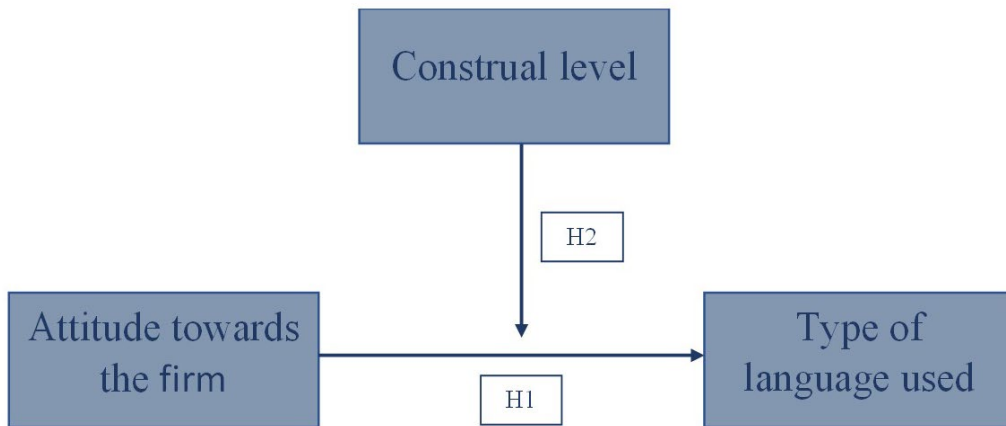 Construal level
H2
Attitude towards
the firm
H1
Type of
language used